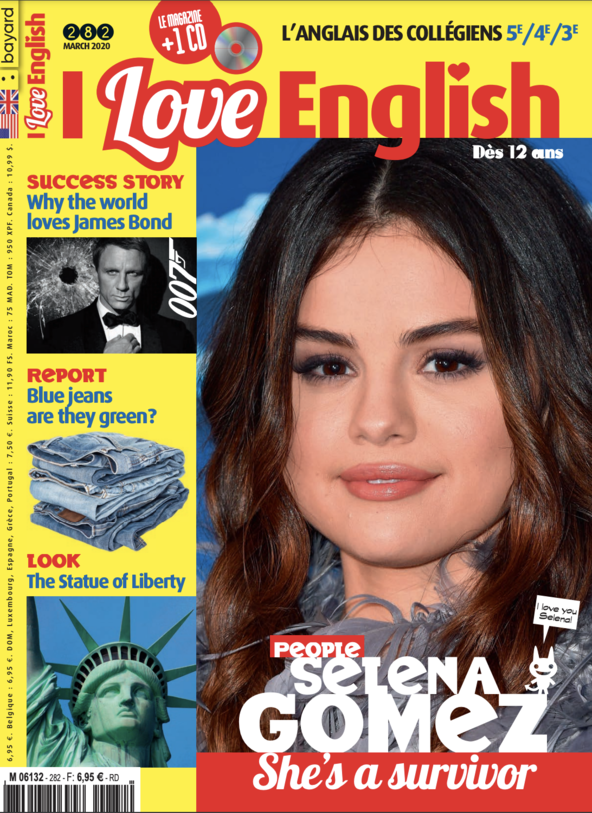 bayard
I Love English
282
MARCH 2020
LE MAGAZINE
+1 CD
L'ANGLAIS DES COLLÉGIENS 5E/4E/3E
I Love English
Dès 12 ans
SUCCESS STORY
Why the world
loves James Bond
007
REPORT
Blue jeans
are they green?
LOOK
The Statue of Liberty
I love you
Selena!
PEOPLE
SELENA
GOMEZ
She's a survivor
6,95 €. Belgique : 6,95 €. DOM, Luxembourg, Espagne, Grèce, Portugal : 7,50 €. Suisse : 11,90 FS. Maroc : 75 MAD. TOM : 950 XPF. Canada : 10,99 $.
M 06132 - 282 - F: 6,95 € - RD